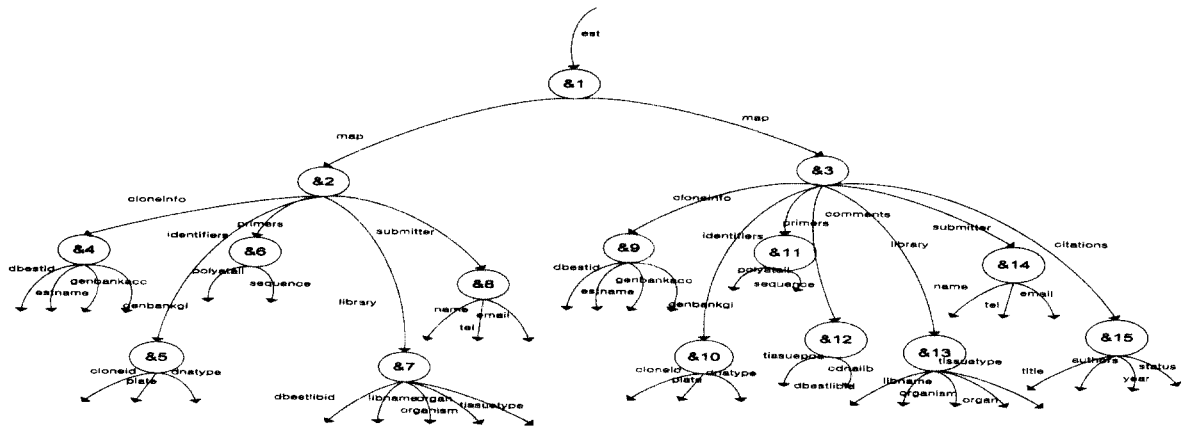 est
&1
map
map
&2
&3
cloneinfo
identifiers
primers
library
submitter
cloneinfo
identifiers
primers
comments
library
submitter
citations
&4
&6
&8
&9
&11
&14
dbestid
estname
genbankacc
genbankgi
polyatail
sequence
name
tel
email
dbestid
estname
genbankacc
genbankgi
polyatail
sequence
name
tel
email
&5
&7
&10
&12
&13
&15
cloneid
plate
dnatype
dbestlibid
libname
organism
organ
tissuetype
cloneid
plate
dnatype
dbestlibid
cdnalib
libname
organism
organ
tissuetype
title
authors
year
status